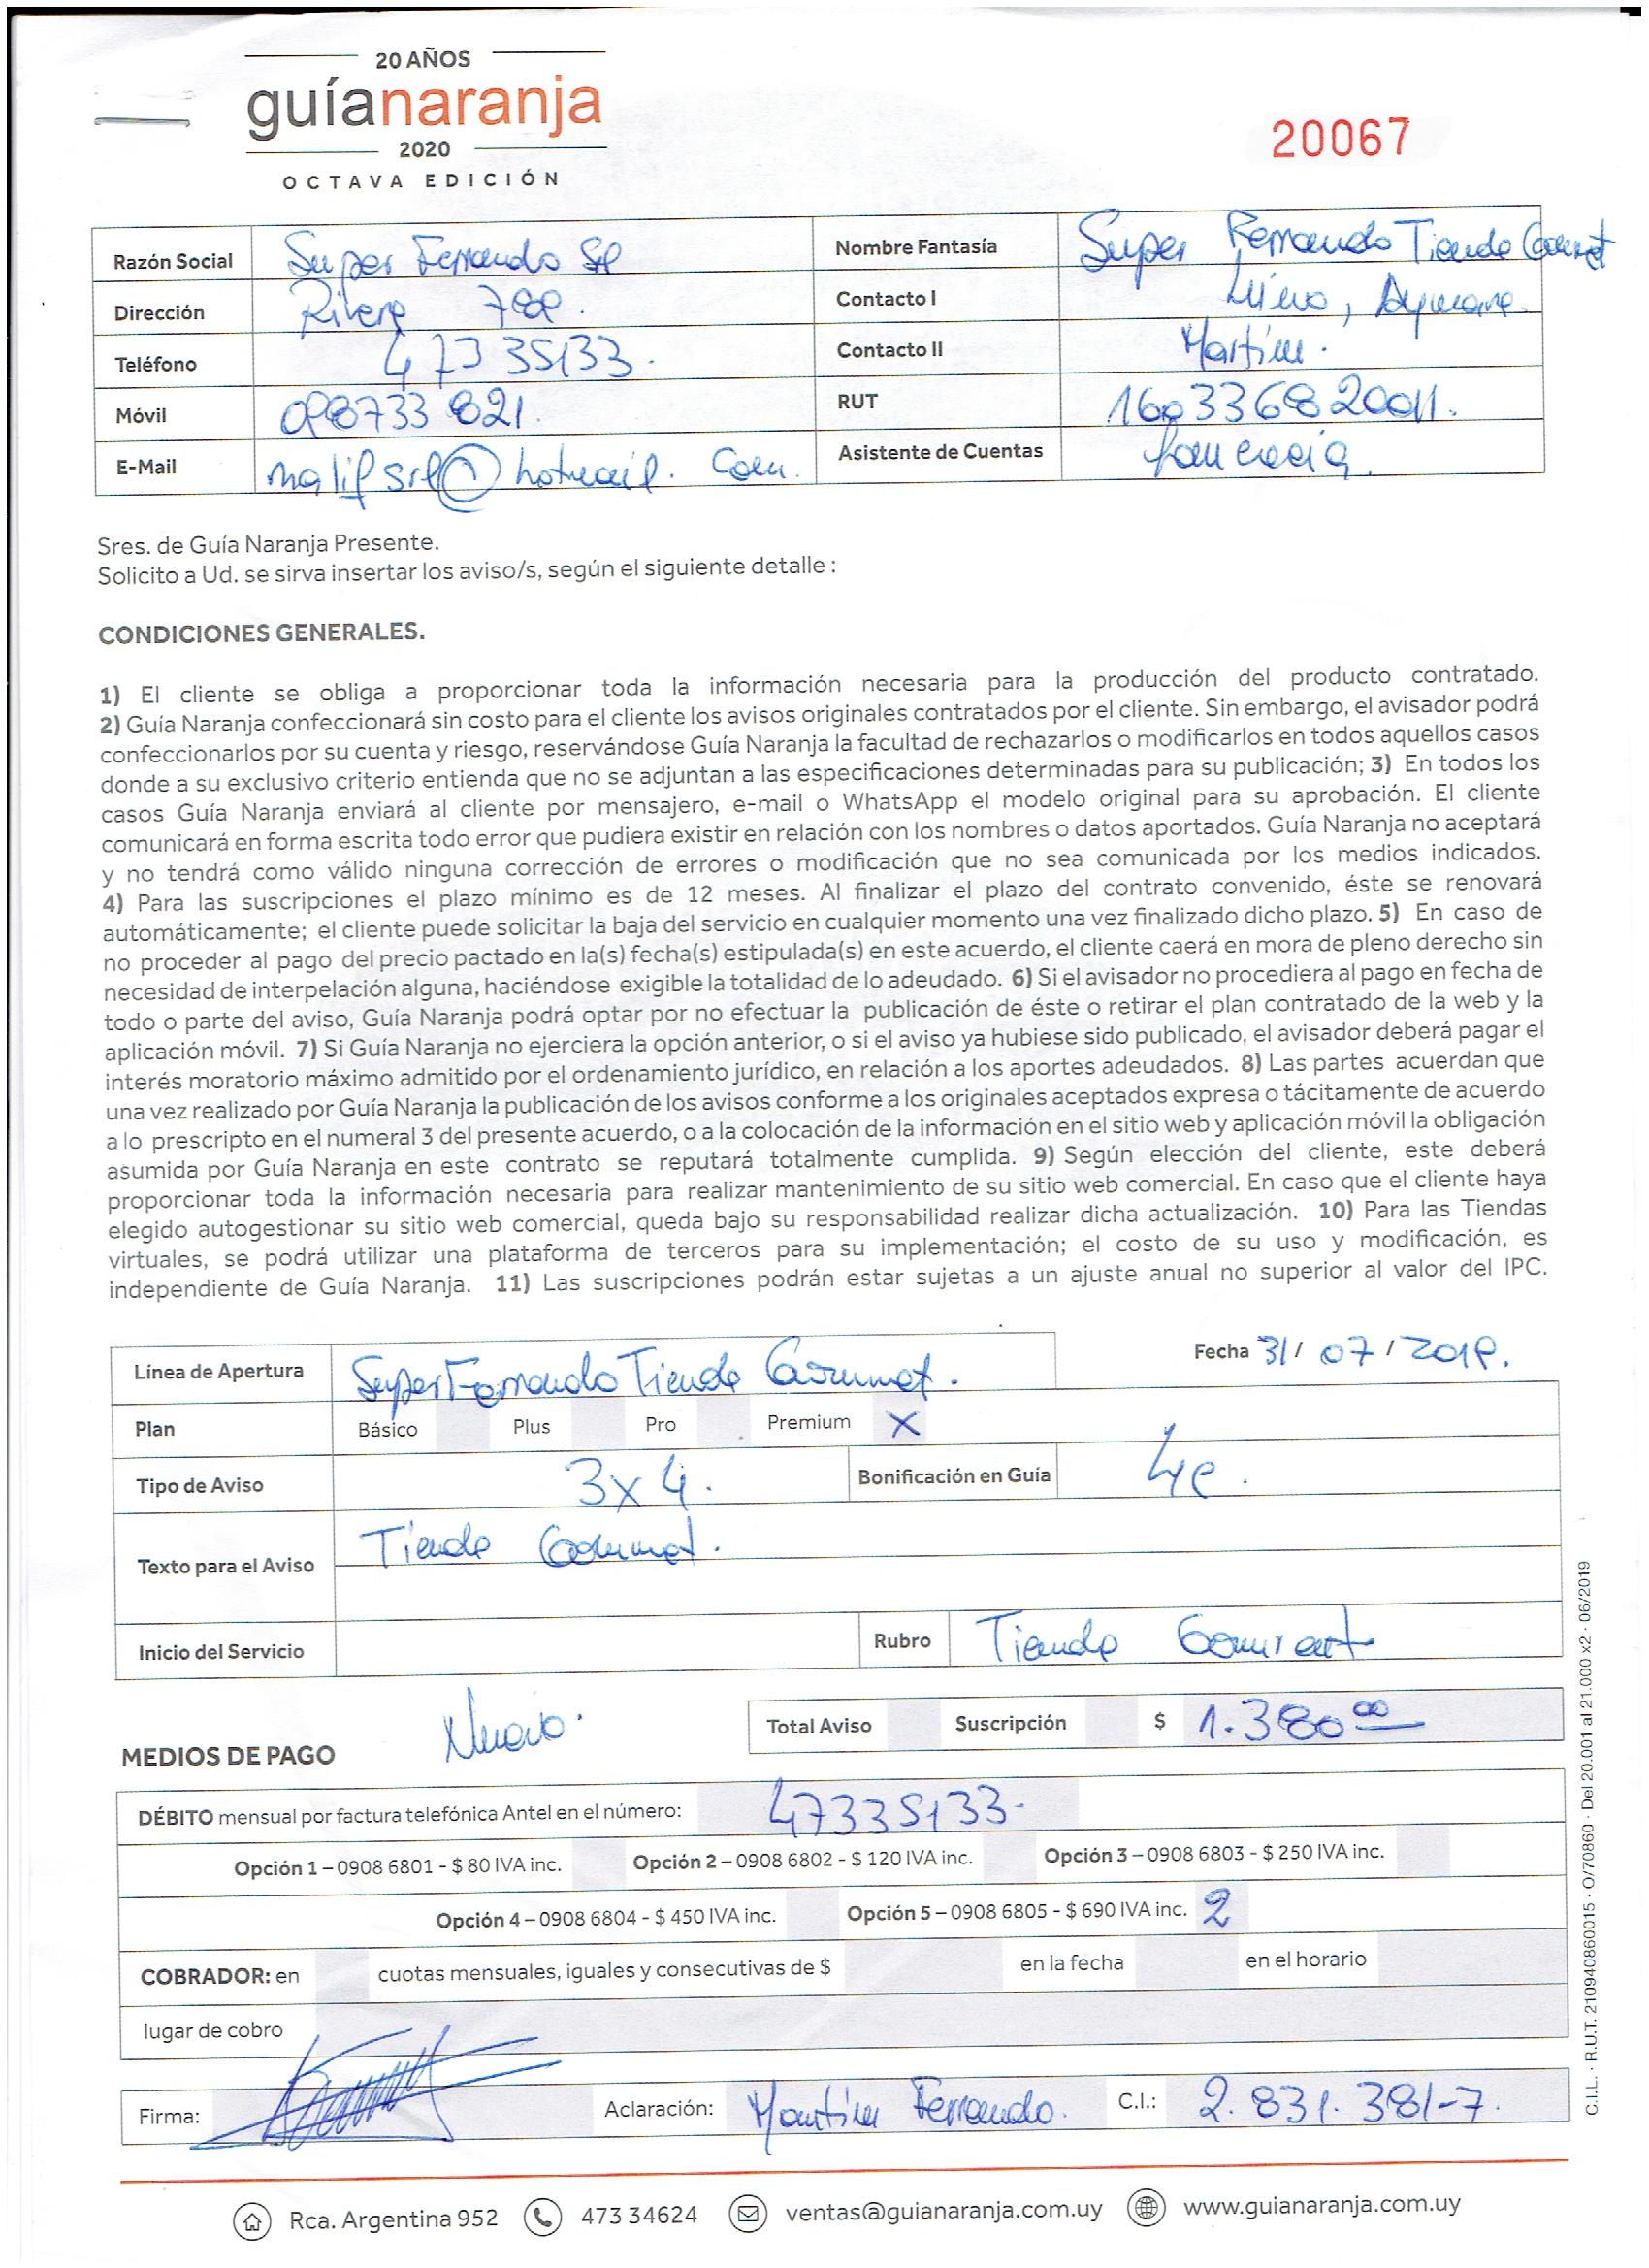 20 AÑOS
guíanaranja
2020
OCTAVA EDICIÓN
20067
Razón Social Super Ferrando Srl Nombre Fantasía Super Ferrando Tienda Gourmet
Dirección Rivera Contacto I
Teléfono 47335133. Contacto II Martín.
Móvil 098733821. RUT 160336820011.
E-Mail malifsrl@hotmail.com. Asistente de Cuentas
Sres. de Guía Naranja Presente.
Solicito a Ud. se sirva insertar los aviso/s, según el siguiente detalle :
CONDICIONES GENERALES.
1) El cliente se obliga a proporcionar toda la información necesaria para la producción del producto contratado.
2) Guía Naranja confeccionará sin costo para el cliente los avisos originales contratados por el cliente. Sin embargo, el avisador podrá
confeccionarlos por su cuenta y riesgo, reservándose Guía Naranja la facultad de rechazarlos o modificarlos en todos aquellos casos
donde a su exclusivo criterio entienda que no se adjuntan a las especificaciones determinadas para su publicación; 3) En todos los
casos Guía Naranja enviará al cliente por mensajero, e-mail o WhatsApp el modelo original para su aprobación. El cliente
comunicará en forma escrita todo error que pudiera existir en relación con los nombres o datos aportados. Guía Naranja no aceptará
y no tendrá como válido ninguna corrección de errores o modificación que no sea comunicada por los medios indicados.
4) Para las suscripciones el plazo mínimo es de 12 meses. Al finalizar el plazo del contrato convenido, éste se renovará
automáticamente; el cliente puede solicitar la baja del servicio en cualquier momento una vez finalizado dicho plazo. 5) En caso de
no proceder al pago del precio pactado en la(s) fecha(s) estipulada(s) en este acuerdo, el cliente caerá en mora de pleno derecho sin
necesidad de interpelación alguna, haciéndose exigible la totalidad de lo adeudado. 6) Si el avisador no procediera al pago en fecha de
todo o parte del aviso, Guía Naranja podrá optar por no efectuar la publicación de éste o retirar el plan contratado de la web y la
aplicación móvil. 7) Si Guía Naranja no ejerciera la opción anterior, o si el aviso ya hubiese sido publicado, el avisador deberá pagar el
interés moratorio máximo admitido por el ordenamiento jurídico, en relación a los aportes adeudados. 8) Las partes acuerdan que
una vez realizado por Guía Naranja la publicación de los avisos conforme a los originales aceptados expresa o tácitamente de acuerdo
a lo prescripto en el numeral 3 del presente acuerdo, o a la colocación de la información en el sitio web y aplicación móvil la obligación
asumida por Guía Naranja en este contrato se reputará totalmente cumplida. 9) Según elección del cliente, este deberá
proporcionar toda la información necesaria para realizar mantenimiento de su sitio web comercial. En caso que el cliente haya
elegido autogestionar su sitio web comercial, queda bajo su responsabilidad realizar dicha actualización. 10) Para las Tiendas
virtuales, se podrá utilizar una plataforma de terceros para su implementación; el costo de su uso y modificación, es
independiente de Guía Naranja. 11) Las suscripciones podrán estar sujetas a un ajuste anual no superior al valor del IPC.
Fecha 31/07/2019.
Línea de Apertura Super Ferrando Tienda Gourmet.
Plan Básico Plus Pro Premium X
Tipo de Aviso 3x4. Bonificación en Guía
Texto para el Aviso Tienda Gourmet.
Inicio del Servicio Rubro Tienda Gourmet
Nuevo.
Total Aviso Suscripción $ 1.380 00
MEDIOS DE PAGO
DÉBITO mensual por factura telefónica Antel en el número: 47335133-
Opción 1 – 0908 6801 - $ 80 IVA inc. Opción 2 – 0908 6802 - $ 120 IVA inc. Opción 3 – 0908 6803 - $ 250 IVA inc.
Opción 4 – 0908 6804 - $ 450 IVA inc. Opción 5 – 0908 6805 - $ 690 IVA inc. 2
COBRADOR: en cuotas mensuales, iguales y consecutivas de $ en la fecha en el horario
lugar de cobro
Firma: Aclaración: Martín Ferrando. C.I.: 2.831.381-7.
Rca. Argentina 952 473 34624 ventas@guianaranja.com.uy www.guianaranja.com.uy
C.I.L. · R.U.T. 210940860015 · O/70860 · Del 20.001 al 21.000 x2 · 06/2019